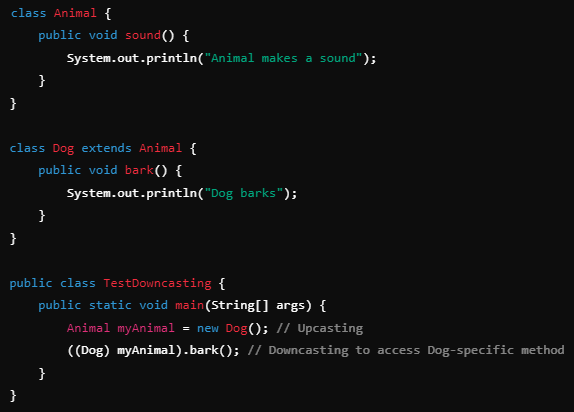 class Animal {
    public void sound() {
        System.out.println("Animal makes a sound");
    }
}

class Dog extends Animal {
    public void bark() {
        System.out.println("Dog barks");
    }
}

public class TestDowncasting {
    public static void main(String[] args) {
        Animal myAnimal = new Dog(); // Upcasting
        ((Dog) myAnimal).bark(); // Downcasting to access Dog-specific method
    }
}